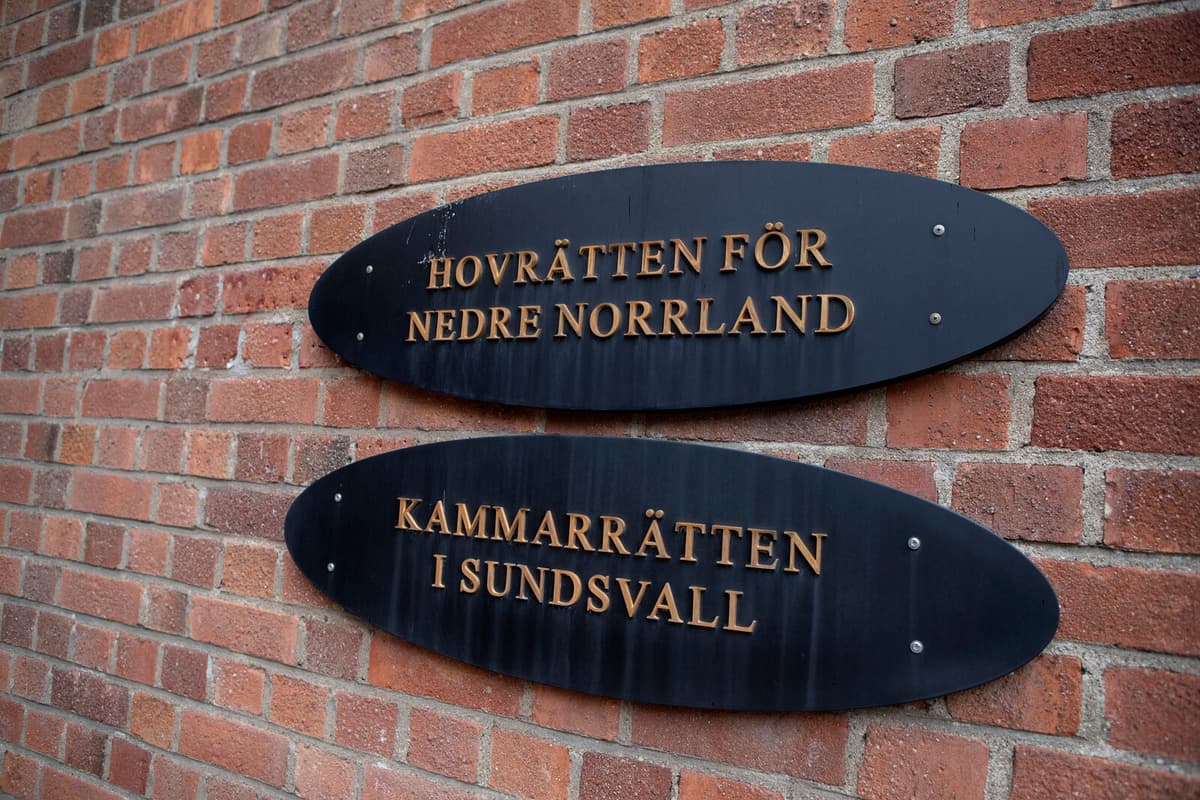 HOVRÄTTEN FÖR
NEDRE NORRLAND
KAMMARRÄTTEN
I SUNDSVALL